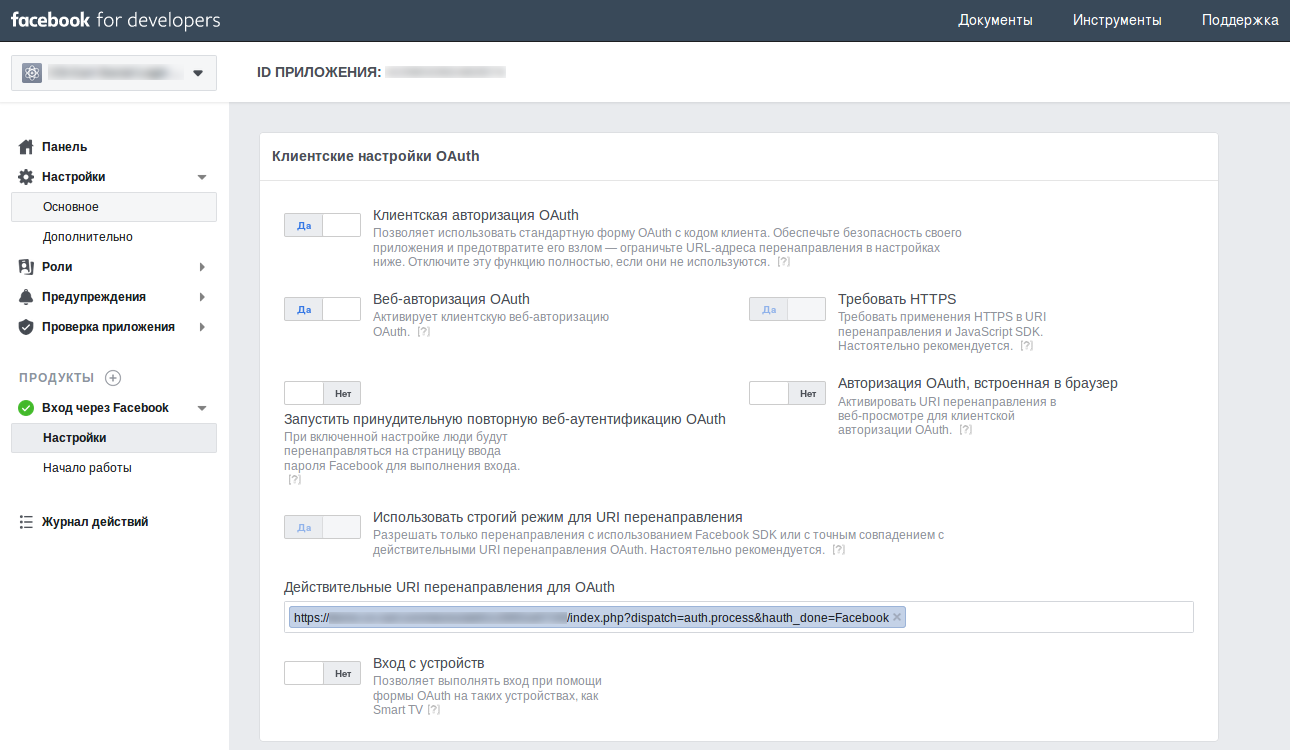 facebook for developers
Документы Инструменты Поддержка
ID ПРИЛОЖЕНИЯ:
Панель
Настройки
Основное
Дополнительно
Роли
Предупреждения
Проверка приложения
ПРОДУКТЫ
Вход через Facebook
Настройки
Начало работы
Журнал действий
Клиентские настройки OAuth
Да
Клиентская авторизация OAuth
Позволяет использовать стандартную форму OAuth с кодом клиента. Обеспечьте безопасность своего
приложения и предотвратите его взлом — ограничьте URL-адреса перенаправления в настройках
ниже. Отключите эту функцию полностью, если они не используются. [?]
Да
Веб-авторизация OAuth
Активирует клиентскую веб-авторизацию
OAuth. [?]
Да
Требовать HTTPS
Требовать применения HTTPS в URI
перенаправления и JavaScript SDK.
Настоятельно рекомендуется. [?]
Нет
Запустить принудительную повторную веб-аутентификацию OAuth
При включенной настройке люди будут
перенаправляться на страницу ввода
пароля Facebook для выполнения входа.
[?]
Нет
Авторизация OAuth, встроенная в браузер
Активировать URI перенаправления в
веб-просмотре для клиентской
авторизации OAuth. [?]
Да
Использовать строгий режим для URI перенаправления
Разрешать только перенаправления с использованием Facebook SDK или с точным совпадением с
действительными URI перенаправления OAuth. Настоятельно рекомендуется. [?]
Действительные URI перенаправления для OAuth
https:// /index.php?dispatch=auth.process&hauth_done=Facebook
Нет
Вход с устройств
Позволяет выполнять вход при помощи
формы OAuth на таких устройствах, как
Smart TV [?]